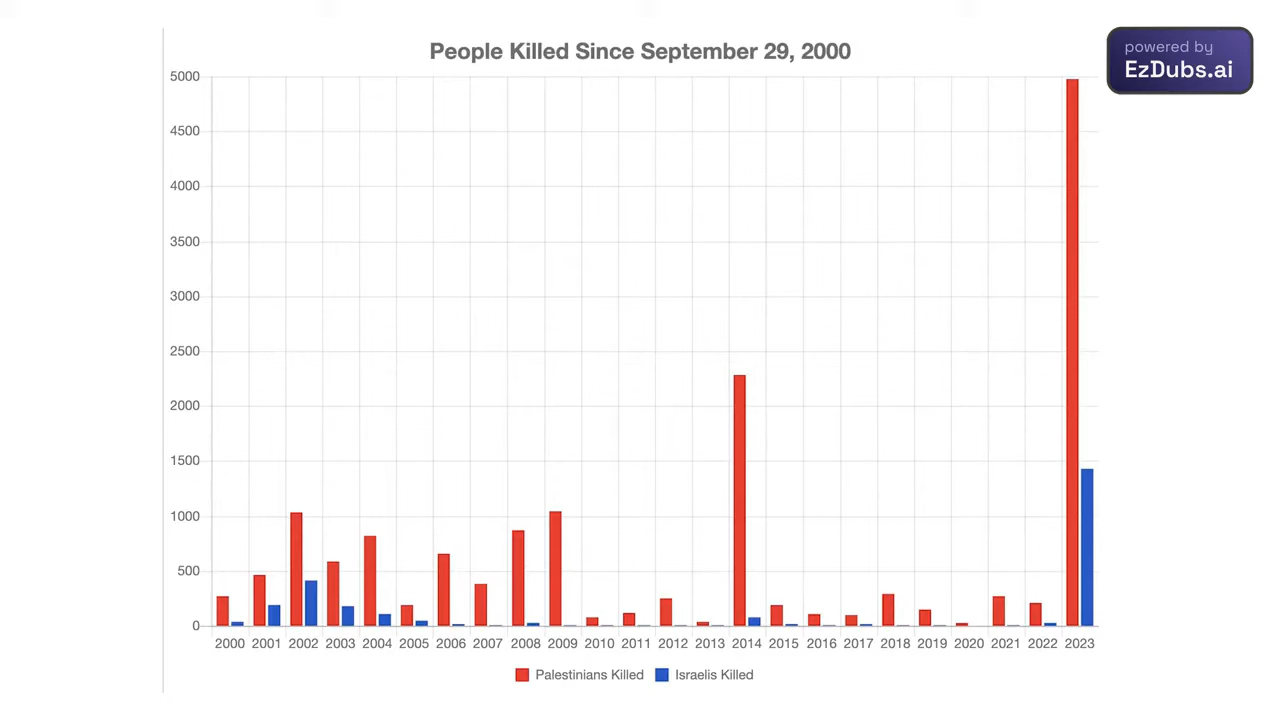 People Killed Since September 29, 2000
powered by
EzDubs.ai
5000
4500
4000
3500
3000
2500
2000
1500
1000
500
0
2000 2001 2002 2003 2004 2005 2006 2007 2008 2009 2010 2011 2012 2013 2014 2015 2016 2017 2018 2019 2020 2021 2022 2023
Palestinians Killed Israelis Killed